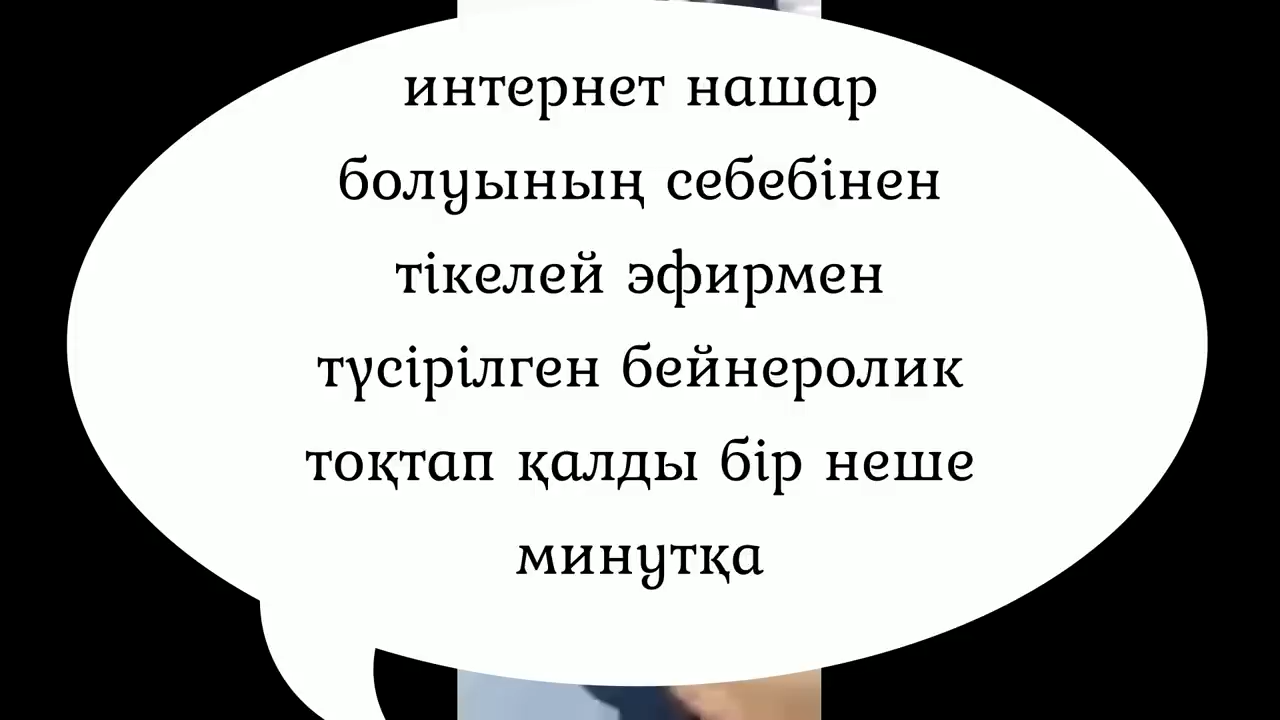 интернет нашар
болуының себебінен
тікелей эфирмен
түсірілген бейнеролик
тоқтап қалды бір неше
минутқа